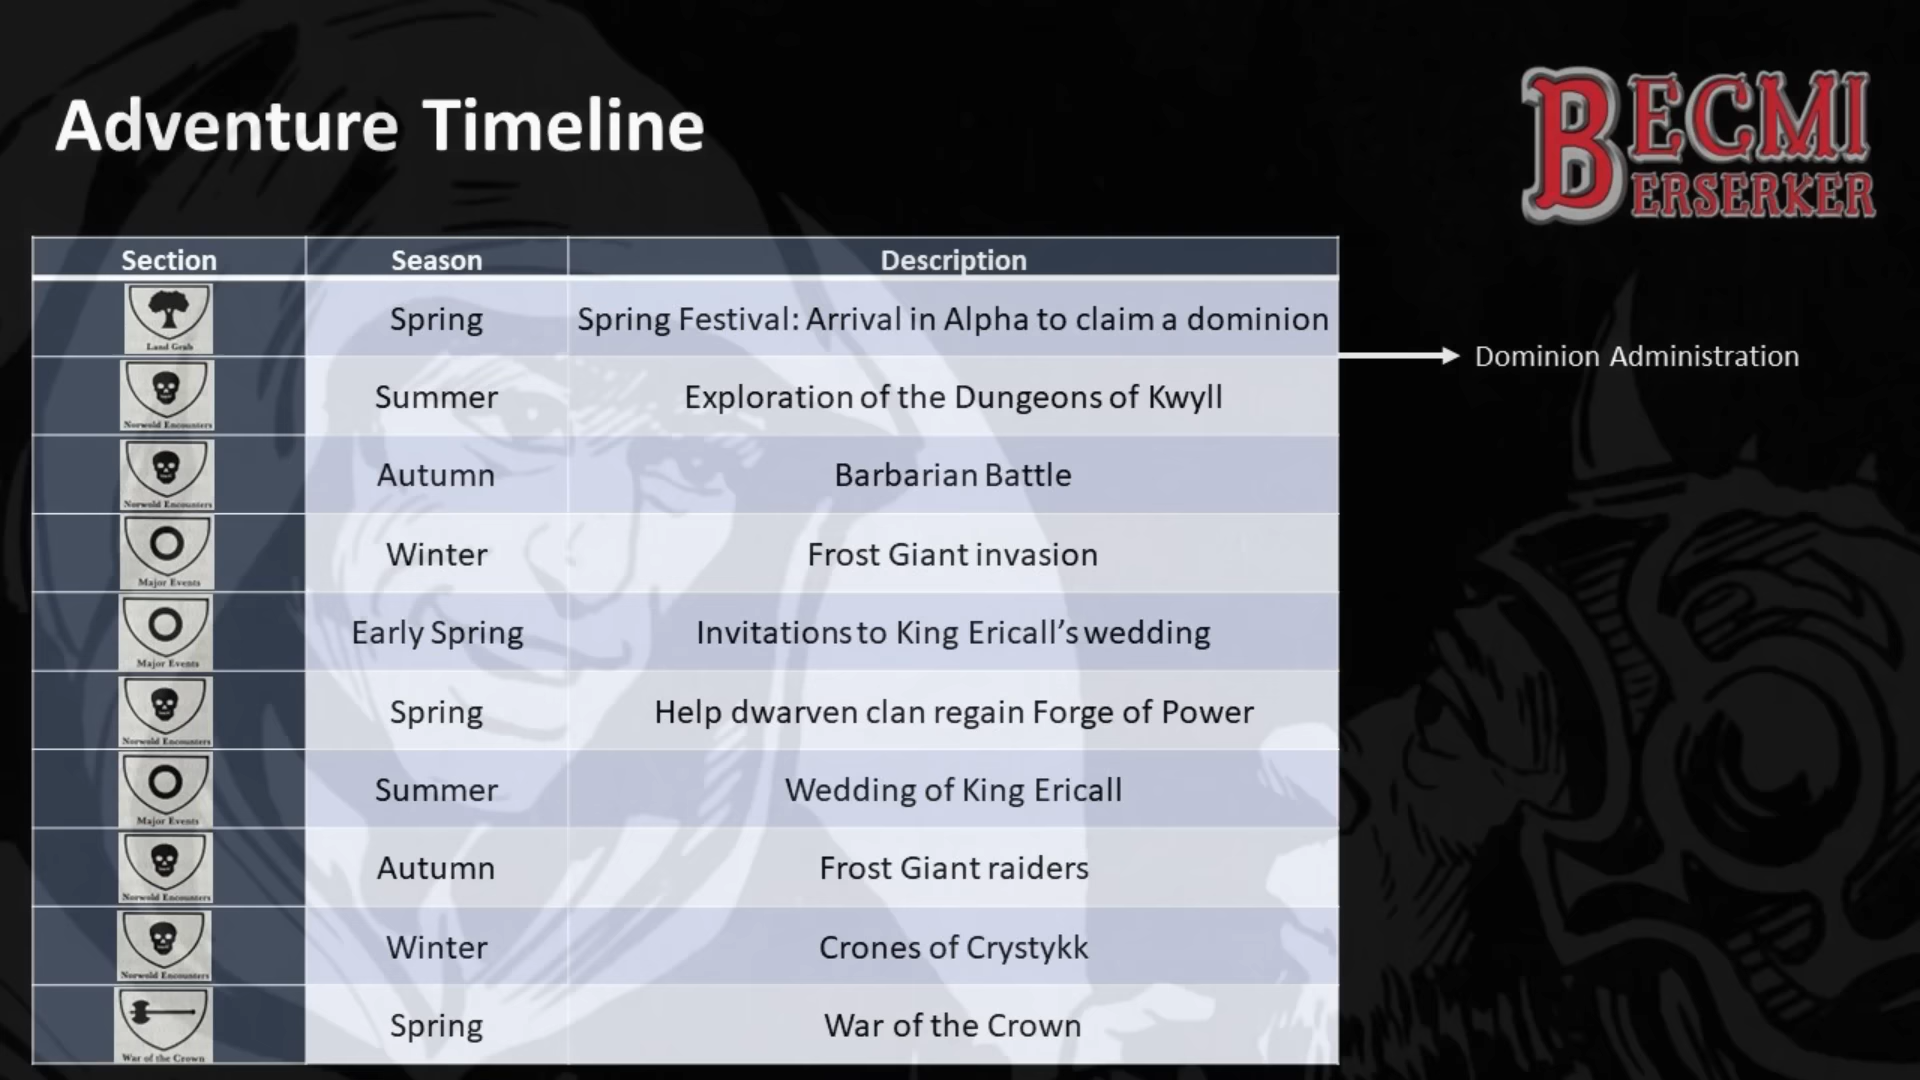 Adventure Timeline
BECMI
BERSERKER
Section Season Description
Land Grab
Spring Spring Festival: Arrival in Alpha to claim a dominion
Dominion Administration
Norwold Encounters
Summer Exploration of the Dungeons of Kwyll
Norwold Encounters
Autumn Barbarian Battle
Major Events
Winter Frost Giant invasion
Major Events
Early Spring Invitations to King Ericall's wedding
Norwold Encounters
Spring Help dwarven clan regain Forge of Power
Major Events
Summer Wedding of King Ericall
Norwold Encounters
Autumn Frost Giant raiders
Norwold Encounters
Winter Crones of Crystykk
War of the Crown
Spring War of the Crown